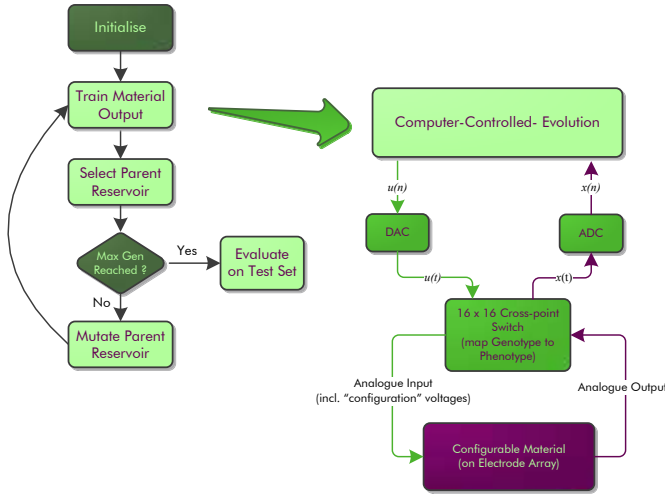 Initialise
Train Material
Output
Select Parent
Reservoir
Max Gen
Reached ?
Yes
Evaluate
on Test Set
No
Mutate Parent
Reservoir
Computer-Controlled- Evolution
u(n)
x(n)
DAC
ADC
u(t)
x(t)
16 x 16 Cross-point
Switch
(map Genotype to
Phenotype)
Analogue Input
(incl. “configuration” voltages)
Analogue Output
Configurable Material
(on Electrode Array)